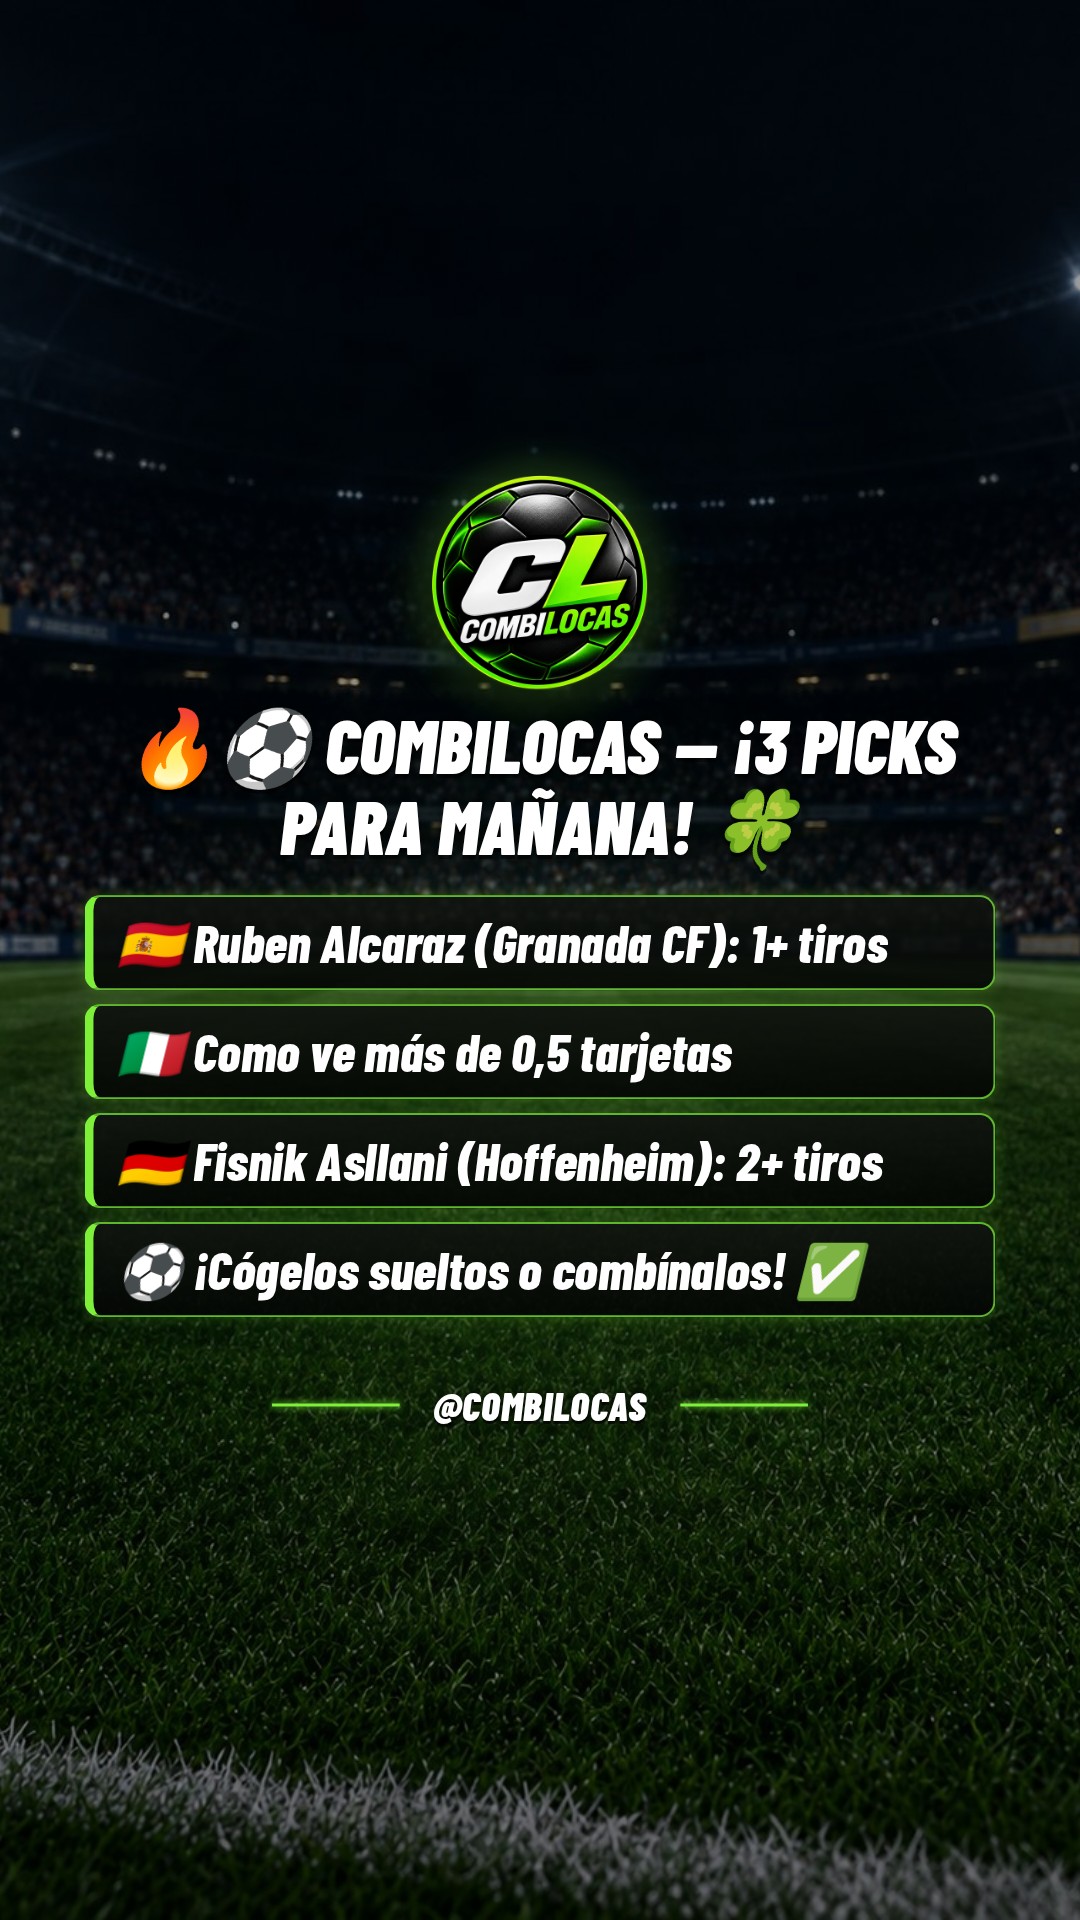 CL
COMBILOCAS
🔥⚽ COMBILOCAS – ¡3 PICKS
PARA MAÑANA! 🍀
🇪🇸 Ruben Alcaraz (Granada CF): 1+ tiros
🇮🇹 Como ve más de 0,5 tarjetas
🇩🇪 Fisnik Asllani (Hoffenheim): 2+ tiros
⚽ ¡Cógelos sueltos o combínalos! ✅
@COMBILOCAS